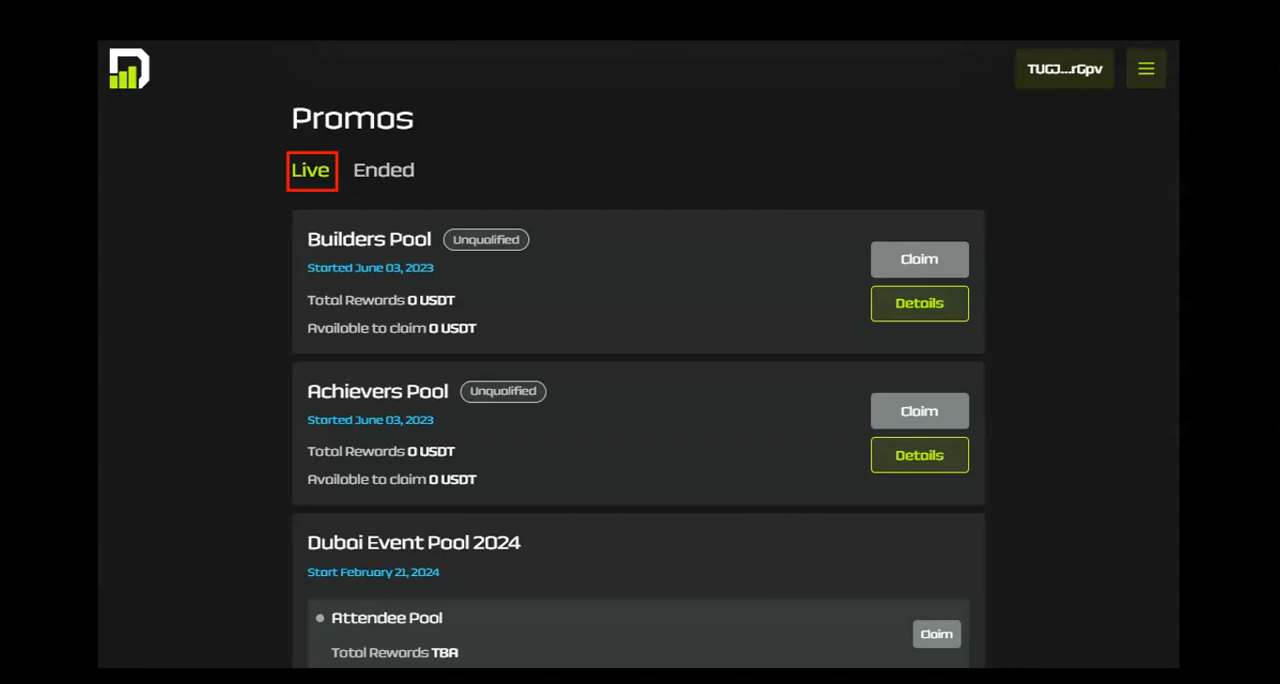 TUGJ...rGpv
Promos
Live Ended
Builders Pool Unqualified
Started June 03, 2023
Total Rewards 0 USDT
Available to claim 0 USDT
Claim
Details
Achievers Pool Unqualified
Started June 03, 2023
Total Rewards 0 USDT
Available to claim 0 USDT
Claim
Details
Dubai Event Pool 2024
Start February 21, 2024
Attendee Pool
Total Rewards TBA
Claim